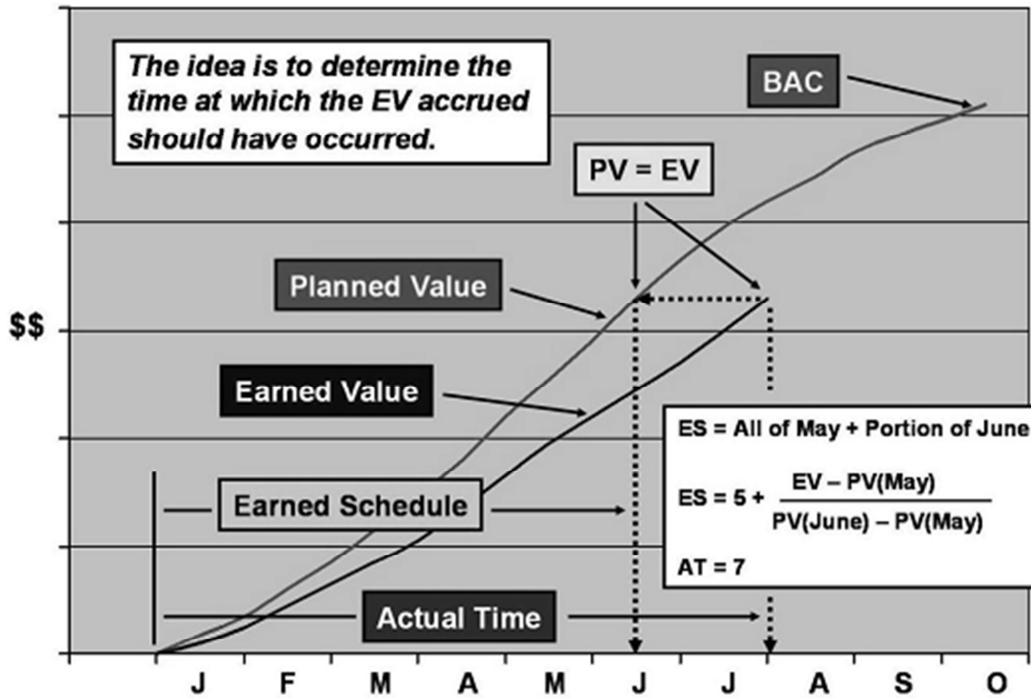 The idea is to determine the
time at which the EV accrued
should have occurred.
BAC
PV = EV
Planned Value
$$
Earned Value
ES = All of May + Portion of June
Earned Schedule
ES = 5 + EV – PV(May)
PV(June) – PV(May)
AT = 7
Actual Time
J F M A M J J A S O